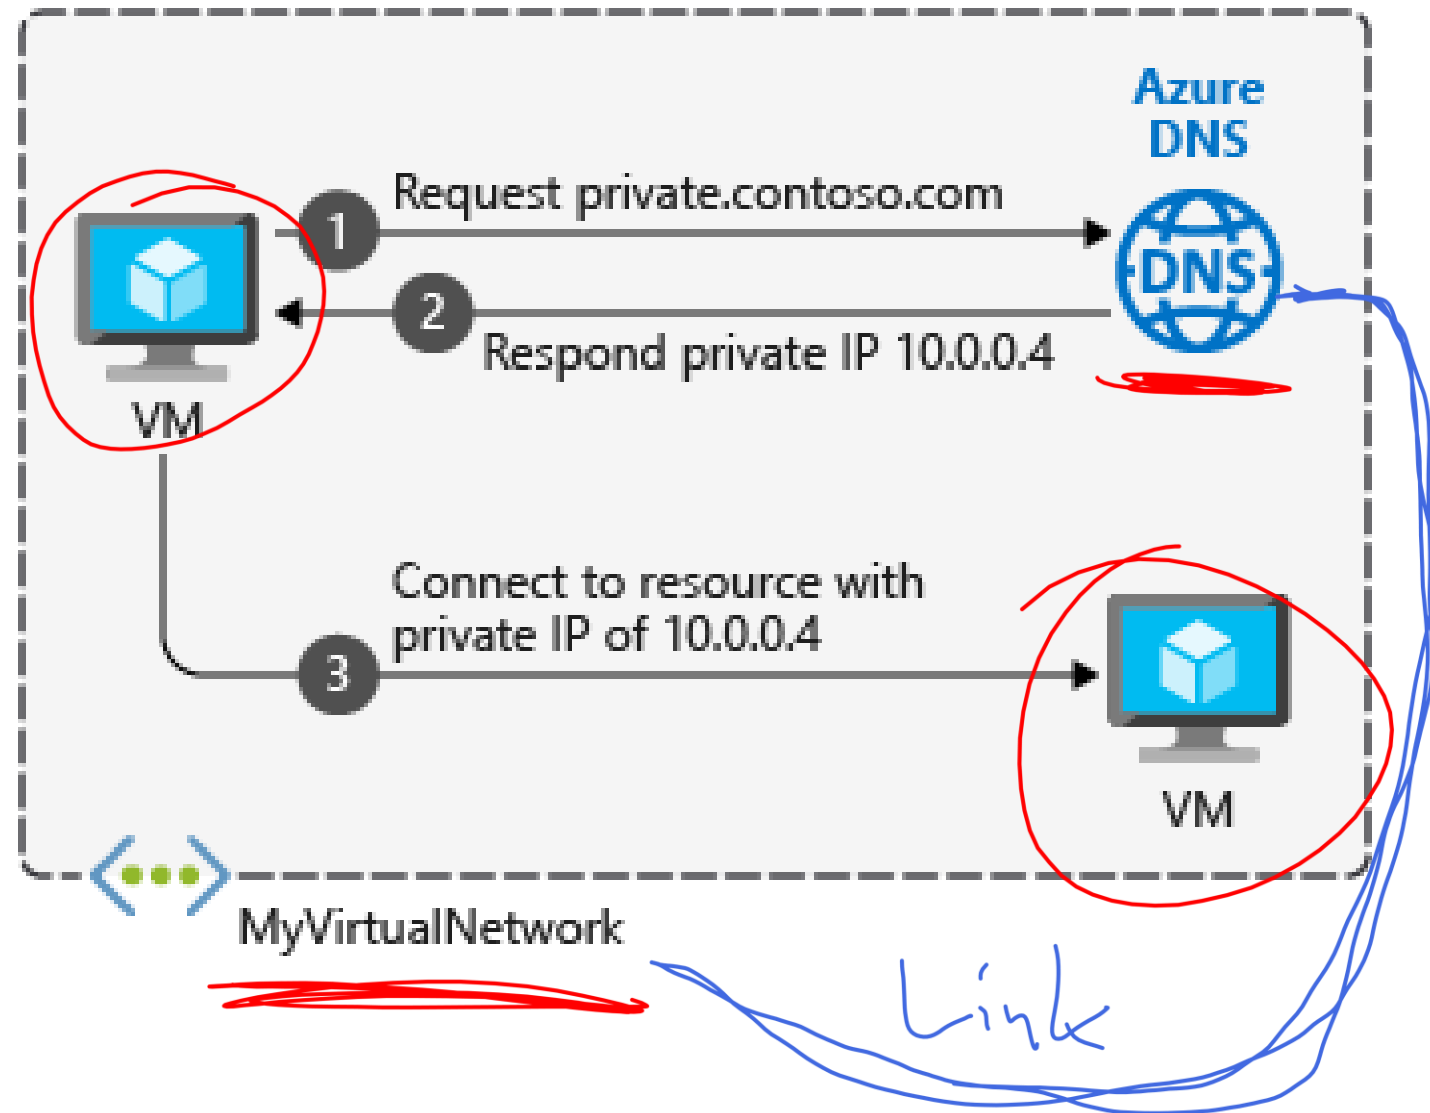 Azure
DNS
1
Request private.contoso.com
DNS
2
Respond private IP 10.0.0.4
VM
Connect to resource with
private IP of 10.0.0.4
3
VM
MyVirtualNetwork
Link